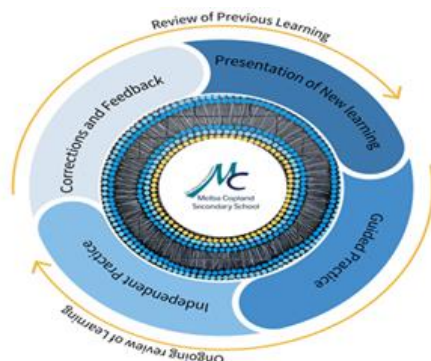 Review of Previous Learning
Presentation of New learning
Guided Practice
Independent Practice
Corrections and Feedback
Ongoing review of Learning
MC
Melba Copland
Secondary School